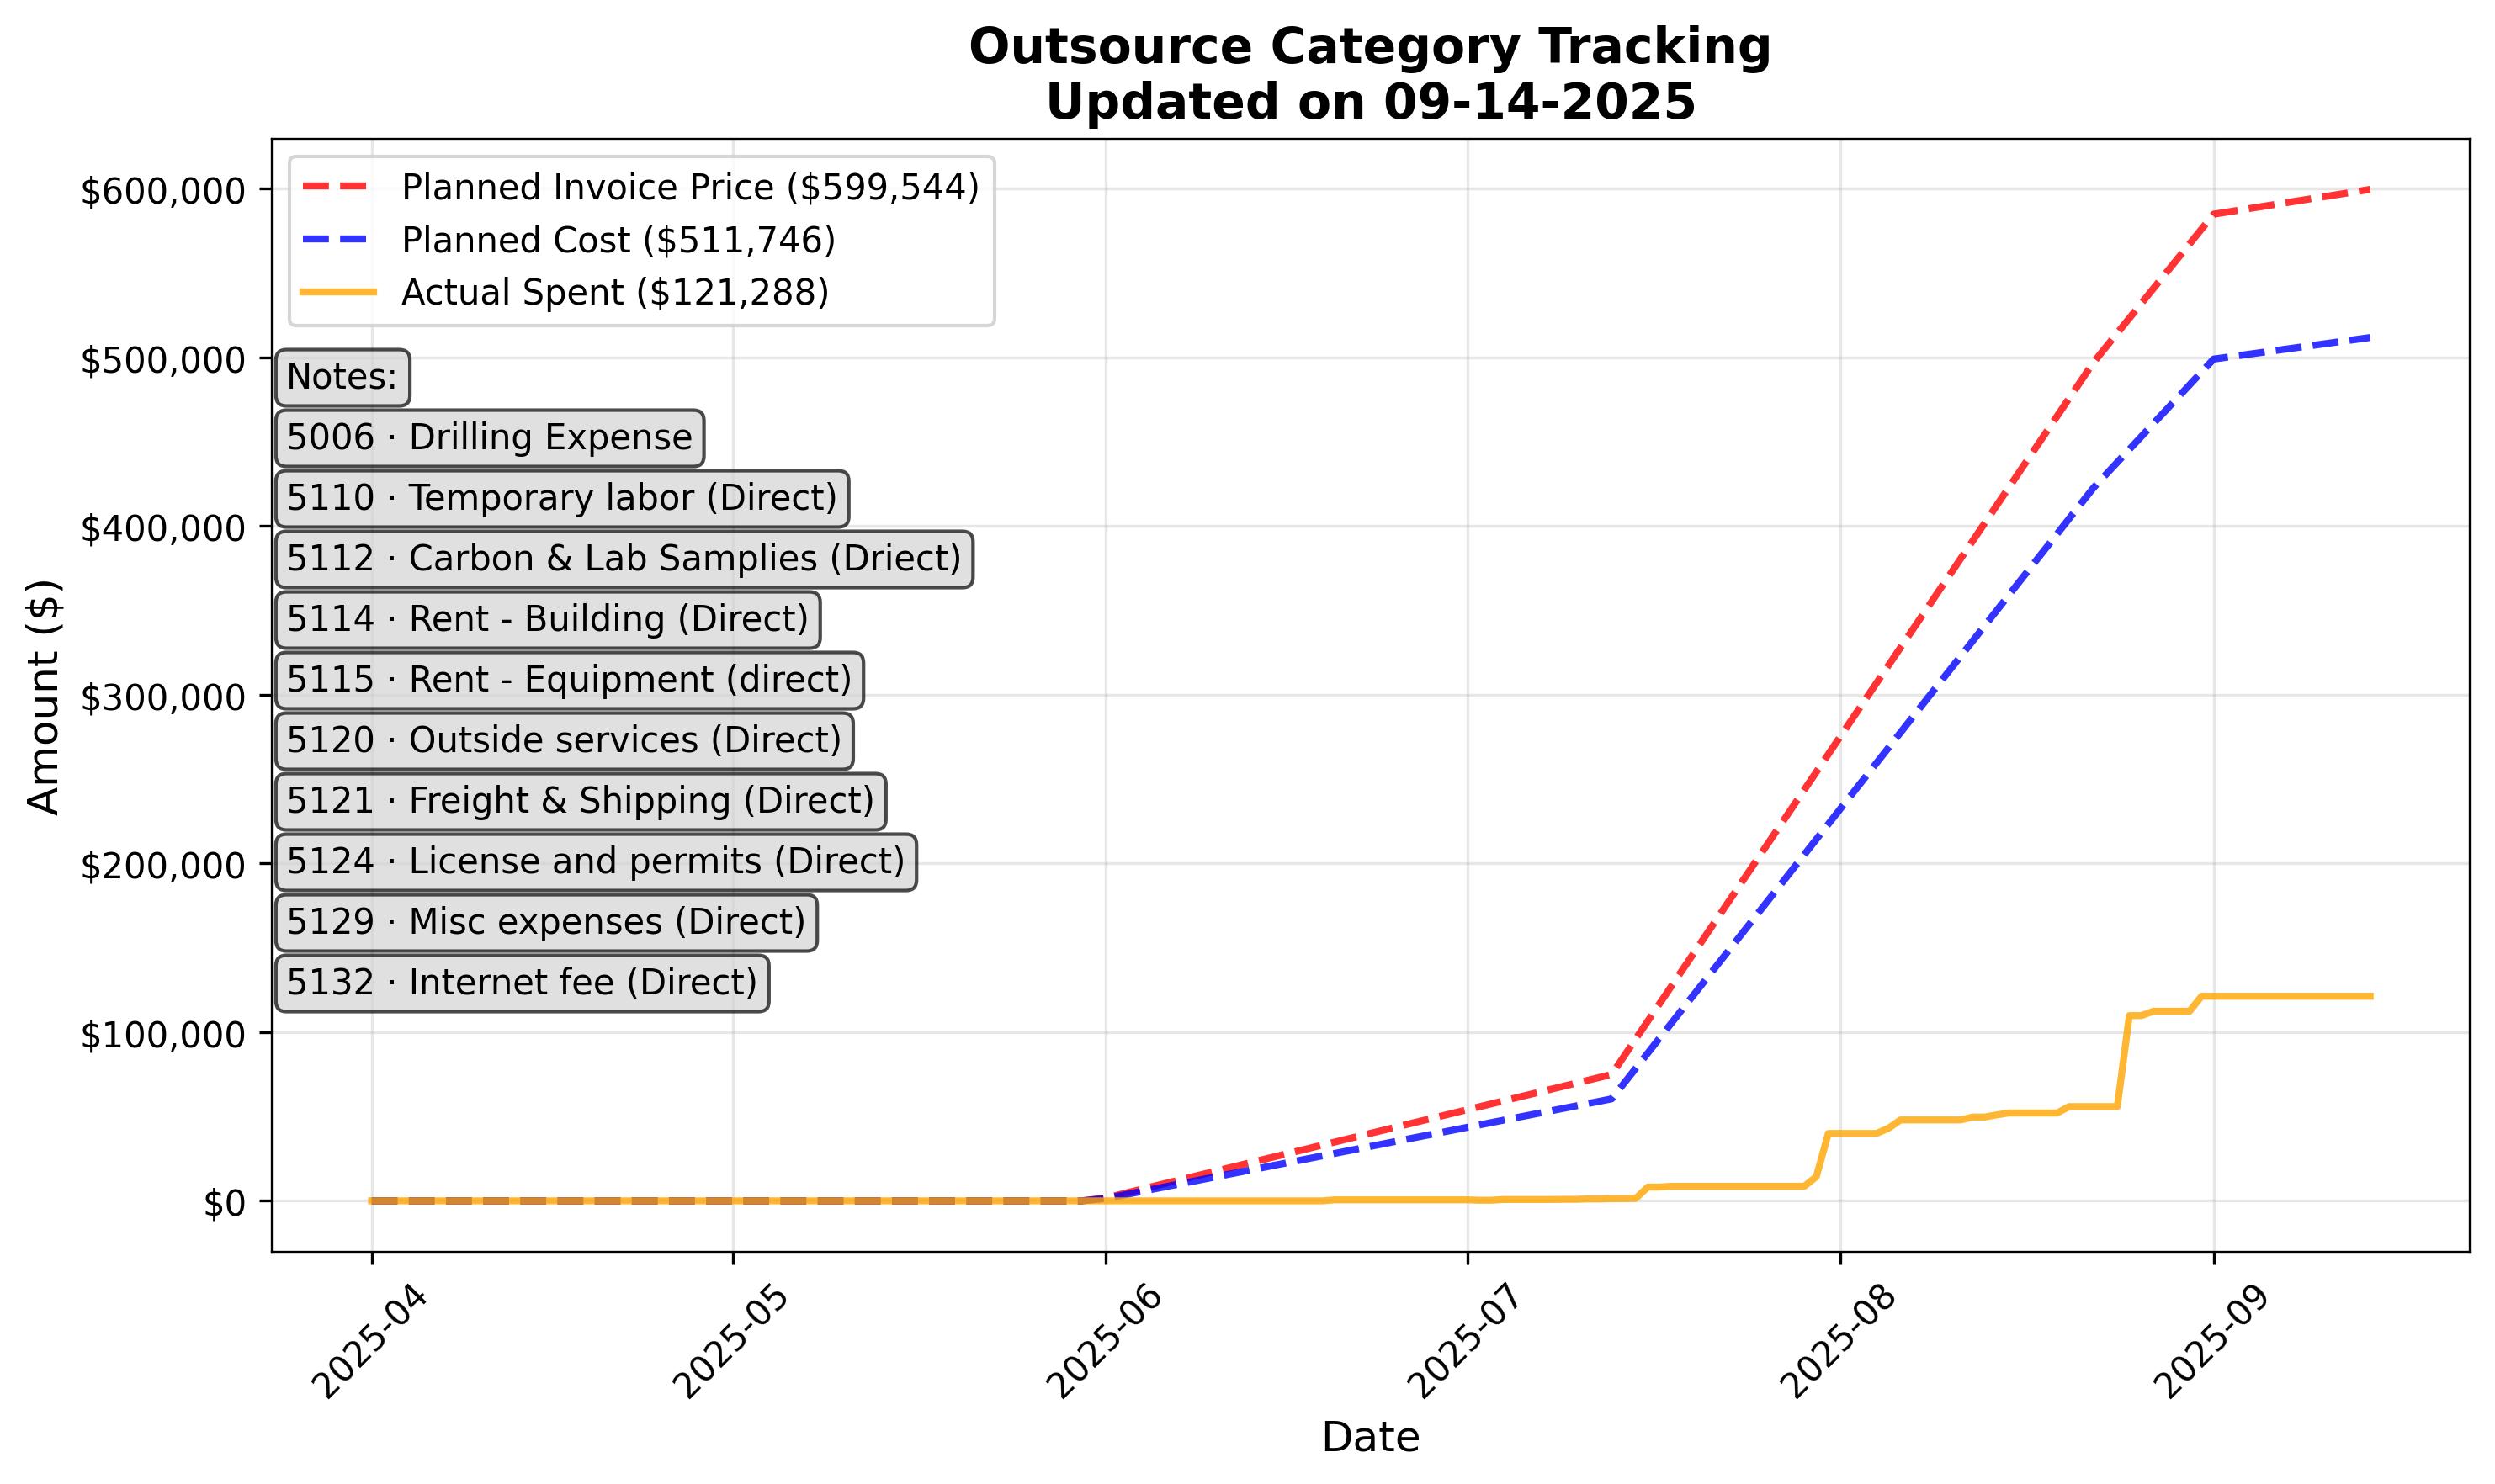 Outsource Category Tracking
Updated on 09-14-2025
Planned Invoice Price ($599,544)
Planned Cost ($511,746)
Actual Spent ($121,288)
Notes:
5006 · Drilling Expense
5110 · Temporary labor (Direct)
5112 · Carbon & Lab Samplies (Driect)
5114 · Rent - Building (Direct)
5115 · Rent - Equipment (direct)
5120 · Outside services (Direct)
5121 · Freight & Shipping (Direct)
5124 · License and permits (Direct)
5129 · Misc expenses (Direct)
5132 · Internet fee (Direct)
Amount ($)
$600,000
$500,000
$400,000
$300,000
$200,000
$100,000
$0
2025-04
2025-05
2025-06
2025-07
2025-08
2025-09
Date